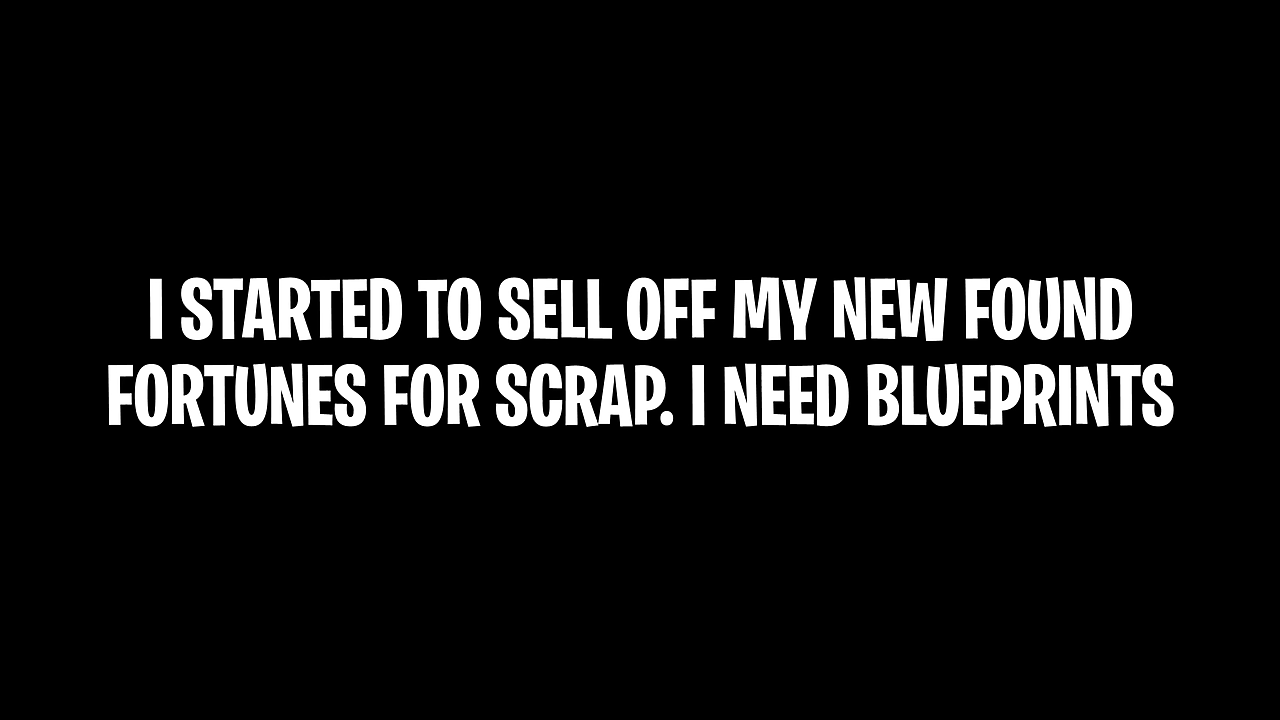 I STARTED TO SELL OFF MY NEW FOUND
FORTUNES FOR SCRAP. I NEED BLUEPRINTS